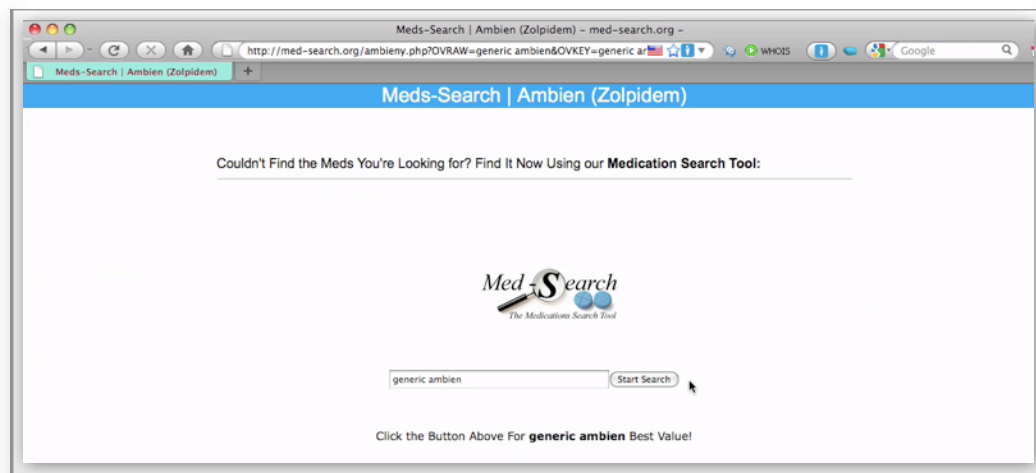 Meds-Search | Ambien (Zolpidem) – med-search.org –
http://med-search.org/ambieny.php?OVRAW=generic ambien&OVKEY=generic ar
WHOIS
Google
Meds-Search | Ambien (Zolpidem)
Meds-Search | Ambien (Zolpidem)
Couldn't Find the Meds You're Looking for? Find It Now Using our Medication Search Tool:
Med-Search
The Medications Search Tool
generic ambien
Start Search
Click the Button Above For generic ambien Best Value!